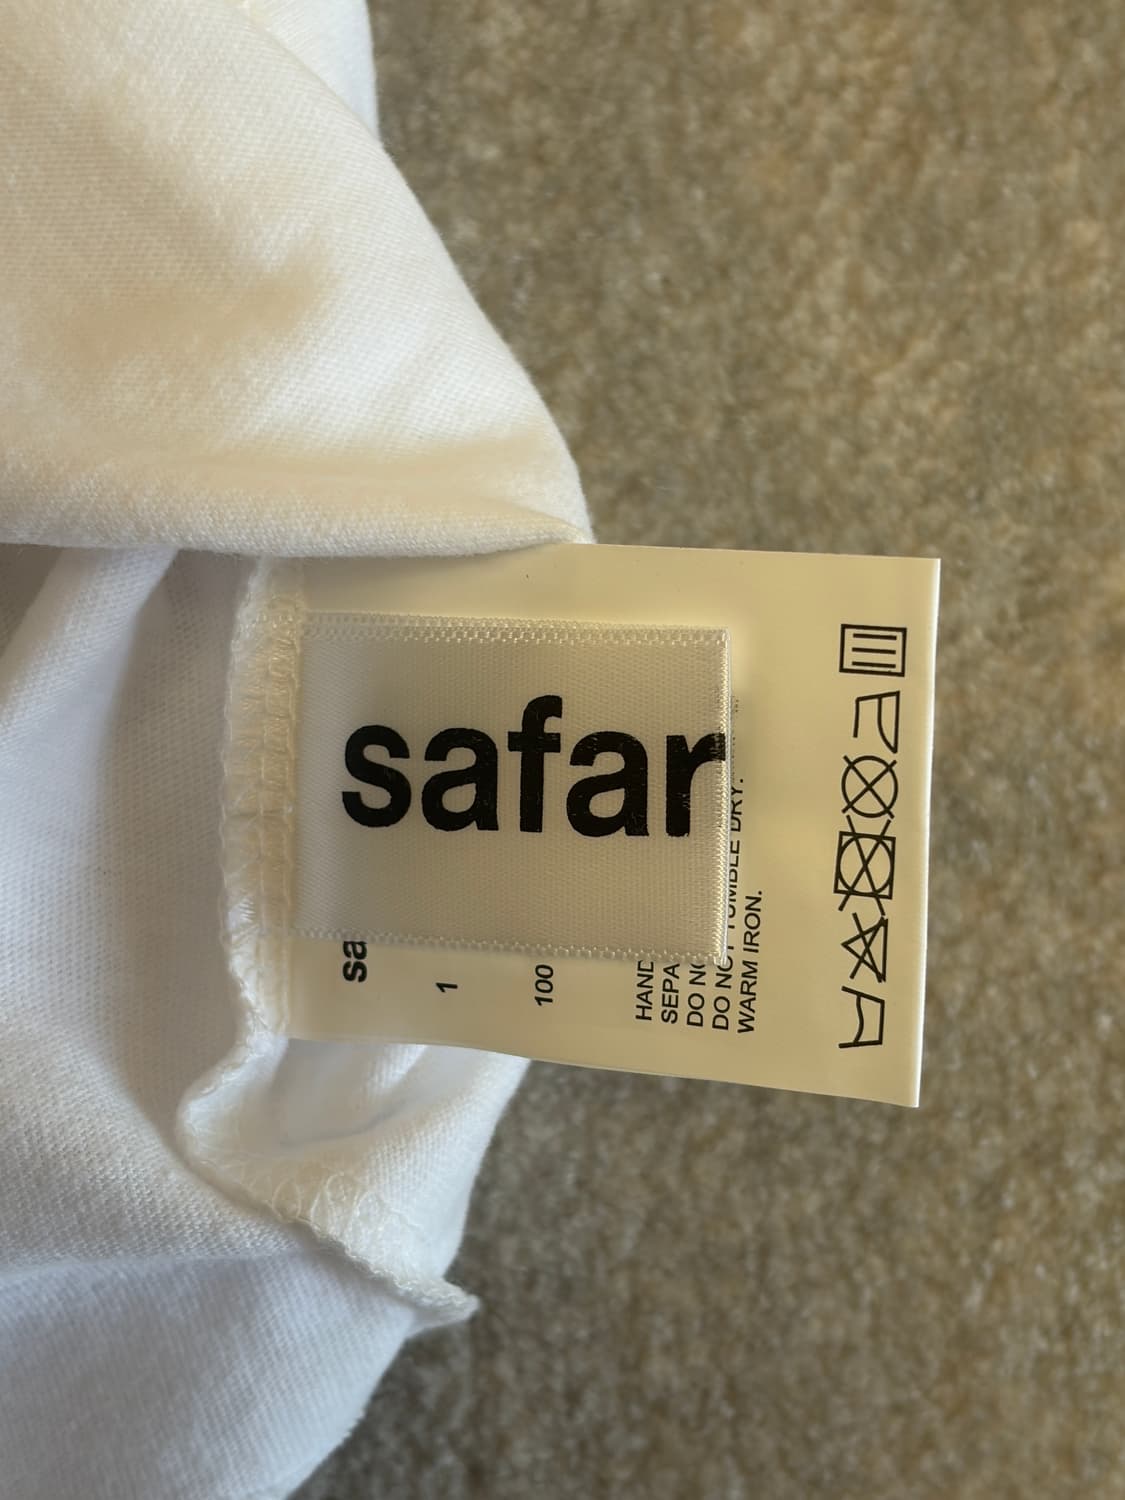 safar
sa
1
100
HAND
SEPA
DO NO
DO NOT TUMBLE DRY.
WARM IRON.